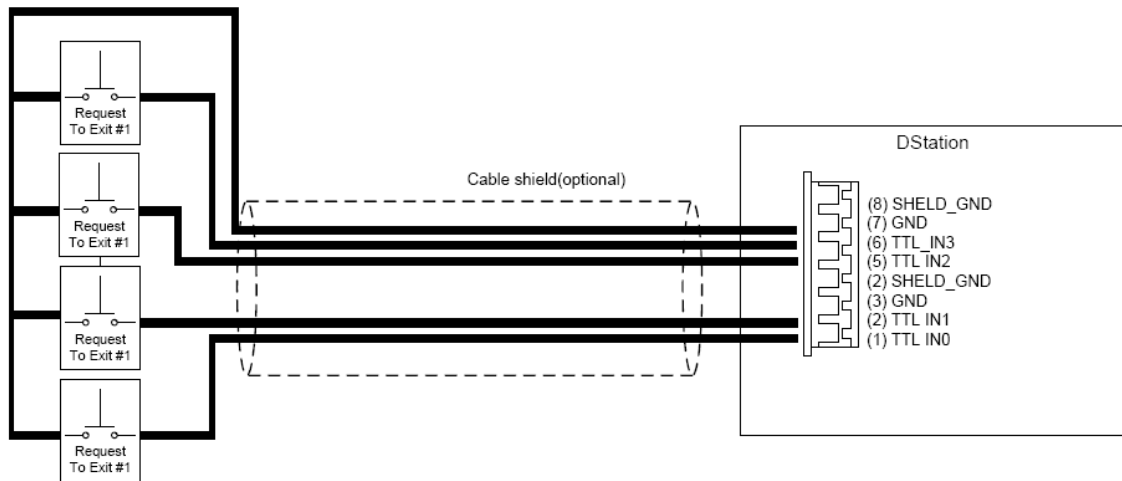 Request
To Exit #1
Request
To Exit #1
Request
To Exit #1
Request
To Exit #1
Cable shield(optional)
DStation
(8) SHELD_GND
(7) GND
(6) TTL_IN3
(5) TTL IN2
(2) SHIELD_GND
(3) GND
(2) TTL IN1
(1) TTL IN0